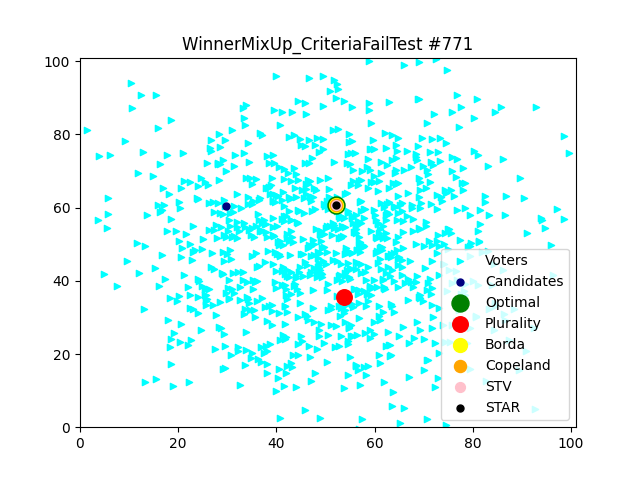 WinnerMixUp_CriteriaFailTest #771
100
80
60
40
20
0
0 20 40 60 80 100
Voters
Candidates
Optimal
Plurality
Borda
Copeland
STV
STAR